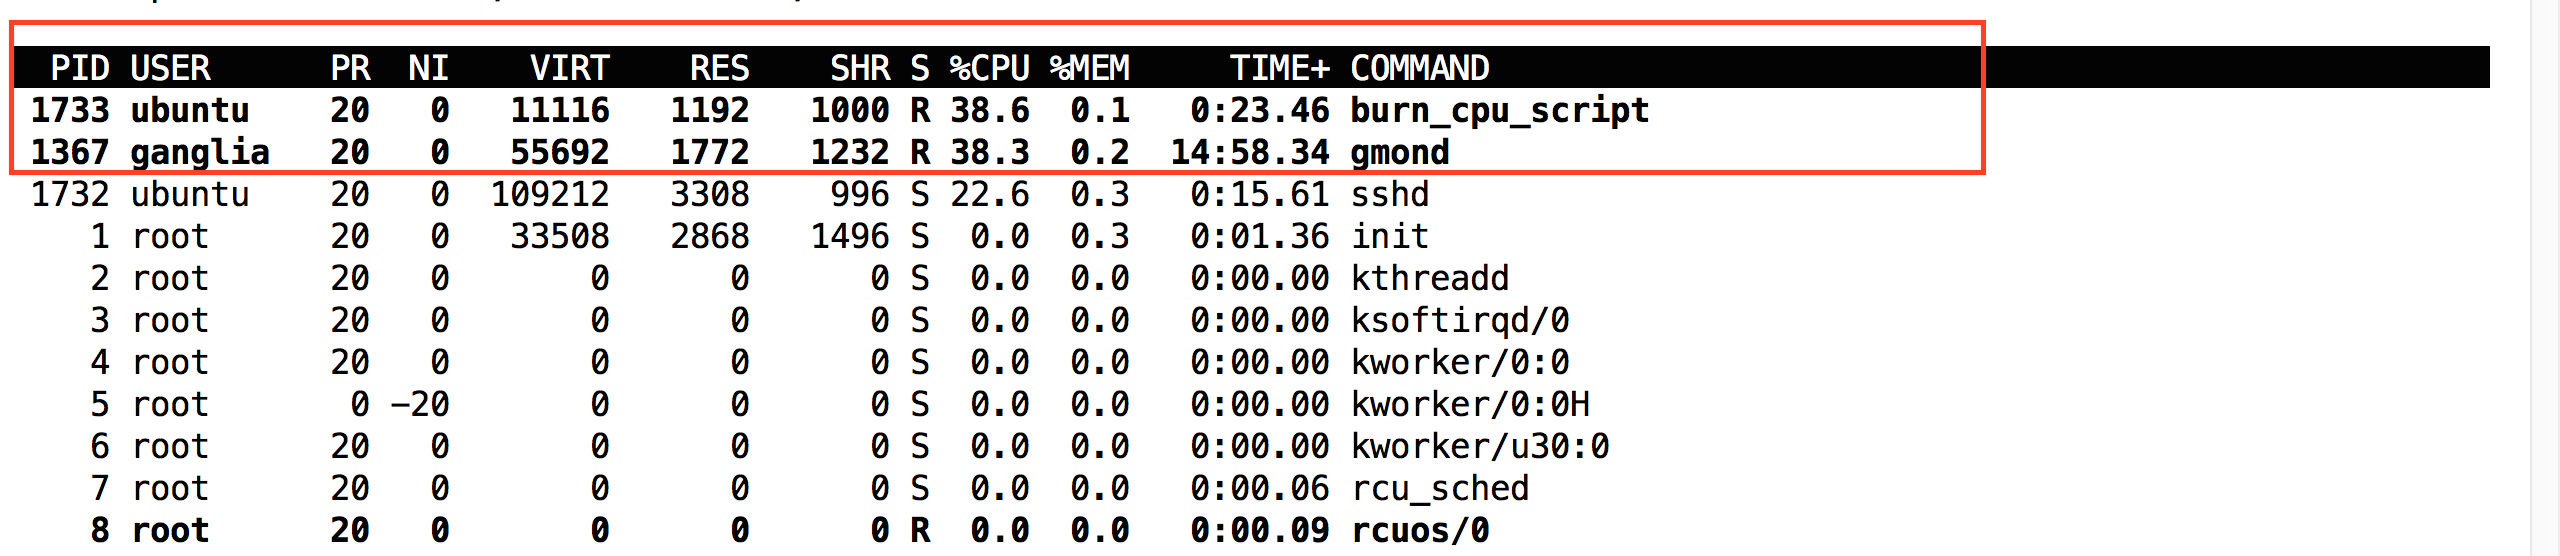 PID USER PR NI VIRT RES SHR S %CPU %MEM TIME+ COMMAND
1733 ubuntu 20 0 11116 1192 1000 R 38.6 0.1 0:23.46 burn_cpu_script
1367 ganglia 20 0 55692 1772 1232 R 38.3 0.2 14:58.34 gmond
1732 ubuntu 20 0 109212 3308 996 S 22.6 0.3 0:15.61 sshd
1 root 20 0 33508 2868 1496 S 0.0 0.3 0:01.36 init
2 root 20 0 0 0 0 S 0.0 0.0 0:00.00 kthreadd
3 root 20 0 0 0 0 S 0.0 0.0 0:00.00 ksoftirqd/0
4 root 20 0 0 0 0 S 0.0 0.0 0:00.00 kworker/0:0
5 root 0 -20 0 0 0 S 0.0 0.0 0:00.00 kworker/0:0H
6 root 20 0 0 0 0 S 0.0 0.0 0:00.00 kworker/u30:0
7 root 20 0 0 0 0 S 0.0 0.0 0:00.06 rcu_sched
8 root 20 0 0 0 0 R 0.0 0.0 0:00.09 rcuos/0